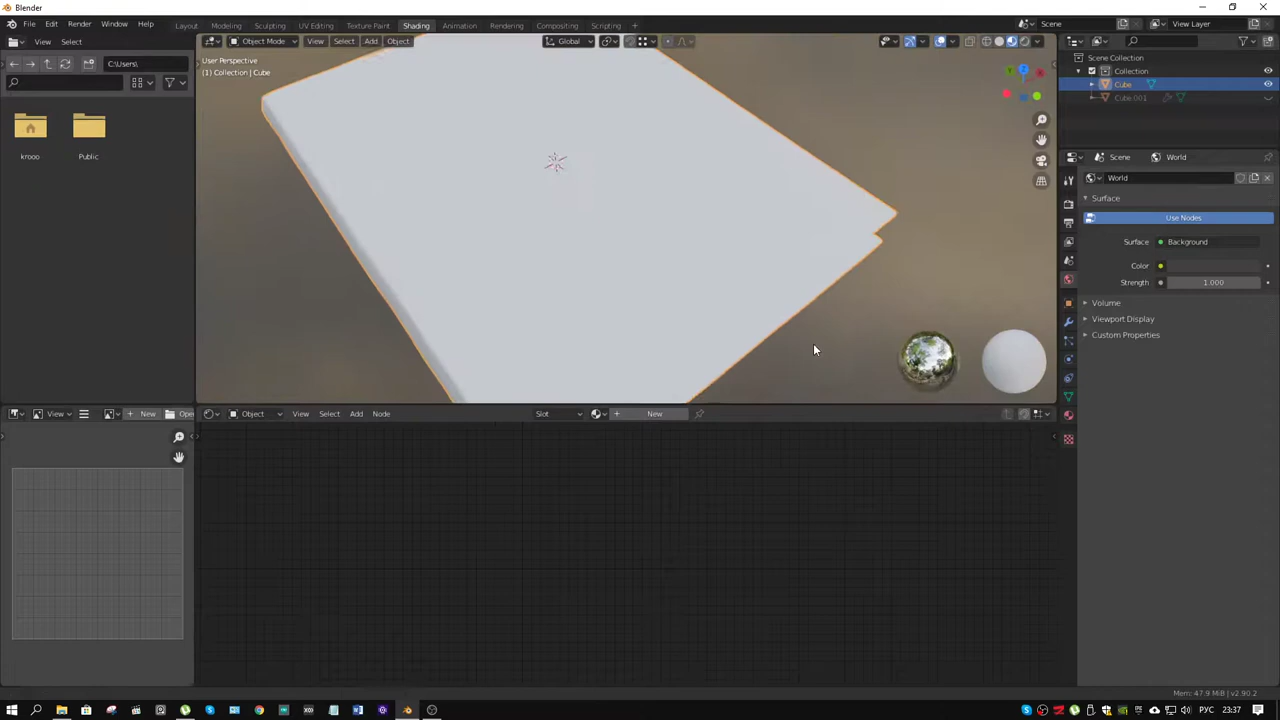 Blender
File Edit Render Window Help
Layout Modeling Sculpting UV Editing Texture Paint Shading Animation Rendering Compositing Scripting +
Scene
View Layer
View Select
Object Mode View Select Add Object
Global
C:\Users\
krooo
Public
User Perspective
(1) Collection | Cube
Scene Collection
Collection
Cube
Cube.001
Scene
World
World
Surface
Use Nodes
Surface
Background
Color
Strength
1.000
Volume
Viewport Display
Custom Properties
View
New
Open
Object
View Select Add Node
Slot
New
Mem: 47.9 MiB | v2.90.2
РУС
23:37